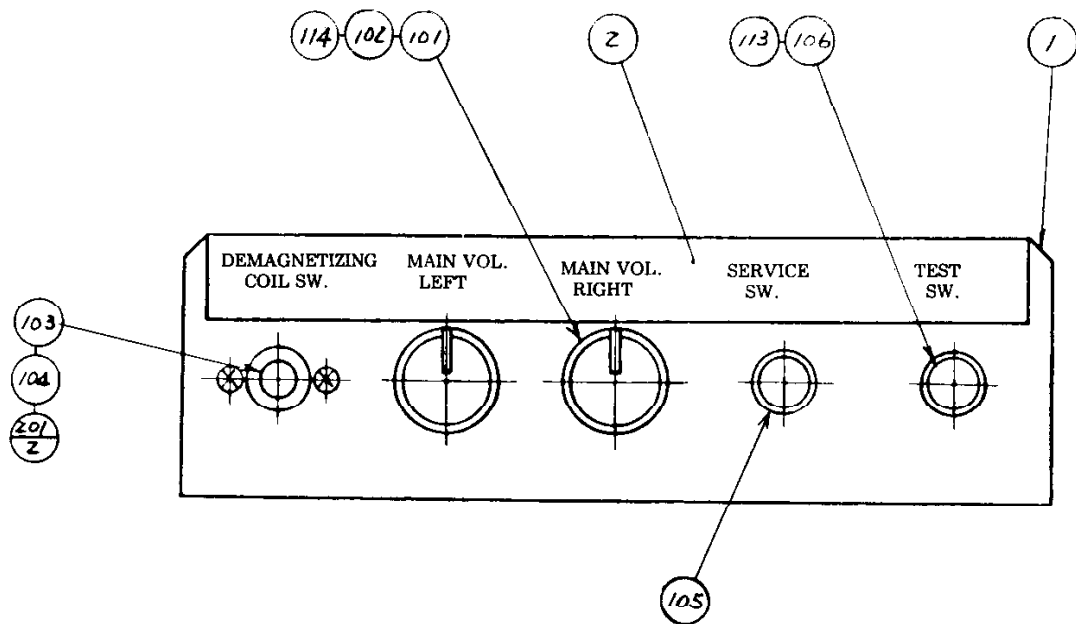 114 102 101 2 113 106 1
DEMAGNETIZING
COIL SW.
MAIN VOL.
LEFT
MAIN VOL.
RIGHT
SERVICE
SW.
TEST
SW.
103
104
201
2
105